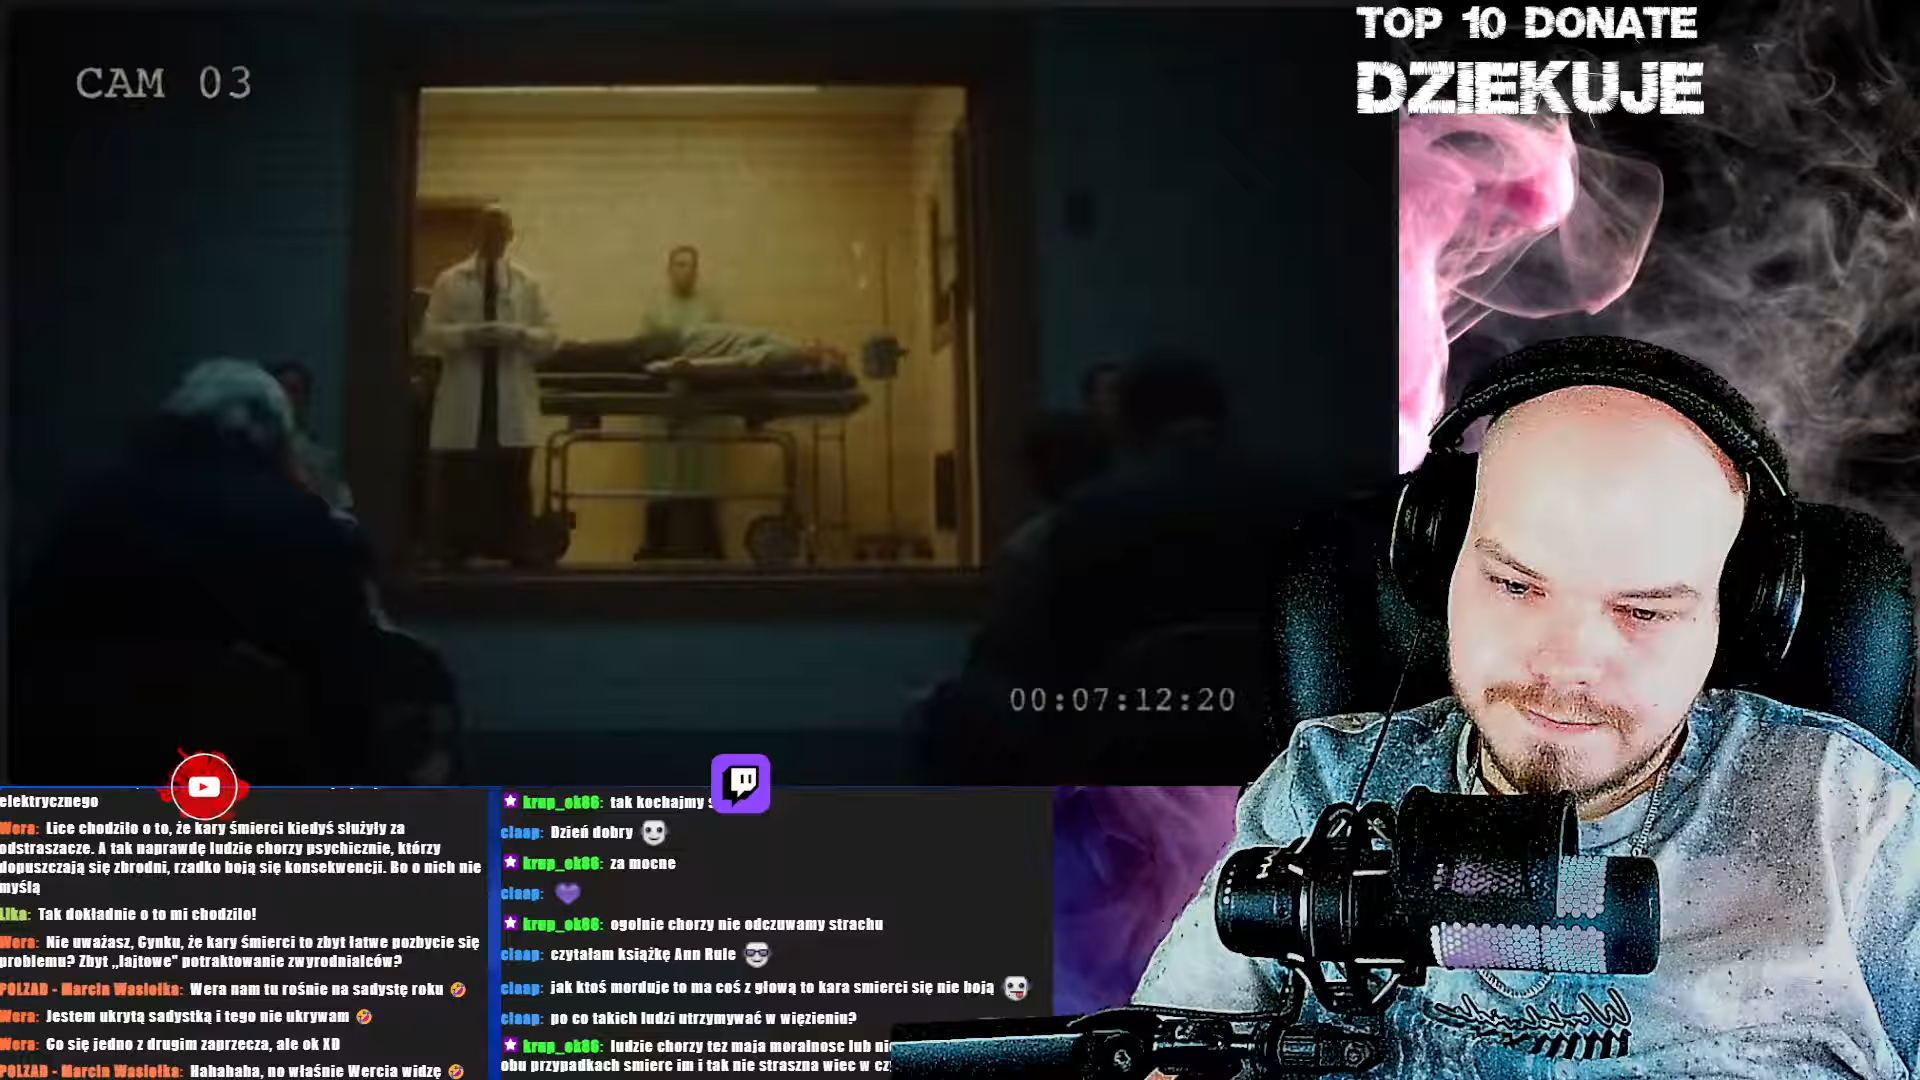 CAM 03
TOP 10 DONATE
DZIEKUJE
00:07:12:20
elektrycznego
Wera: Lice chodziło o to, że kary śmierci kiedyś służyły za
odstraszacze. A tak naprawdę ludzie chorzy psychicznie, którzy
dopuszczają się zbrodni, rzadko boją się konsekwencji. Bo o nich nie
myślą
Lika: Tak dokładnie o to mi chodziło!
Wera: Nie uważasz, Cynku, że kary śmierci to zbyt łatwe pozbycie się
problemu? Zbyt ,,lajtowe" potraktowanie zwyrodnialców?
POLZAD - Marcin Wasiołka: Wera nam tu rośnie na sadystę roku 🤣
Wera: Jestem ukrytą sadystką i tego nie ukrywam 🤣
Wera: Co się jedno z drugim zaprzecza, ale ok XD
POLZAD - Marcin Wasiołka: Hahahaha, no właśnie Wercia widzę 🤣
krup_ok86: tak kochajmy
claap: Dzień dobry
krup_ok86: za mocne
claap: 💜
krup_ok86: ogolnie chorzy nie odczuwamy strachu
claap: czytałam książkę Ann Rule
claap: jak ktoś morduje to ma coś z głową to kara smierci się nie boją
claap: po co takich ludzi utrzymywać w więzieniu?
krup_ok86: ludzie chorzy tez maja moralnosc lub
obu przypadkach smierc im i tak nie straszna wiec w